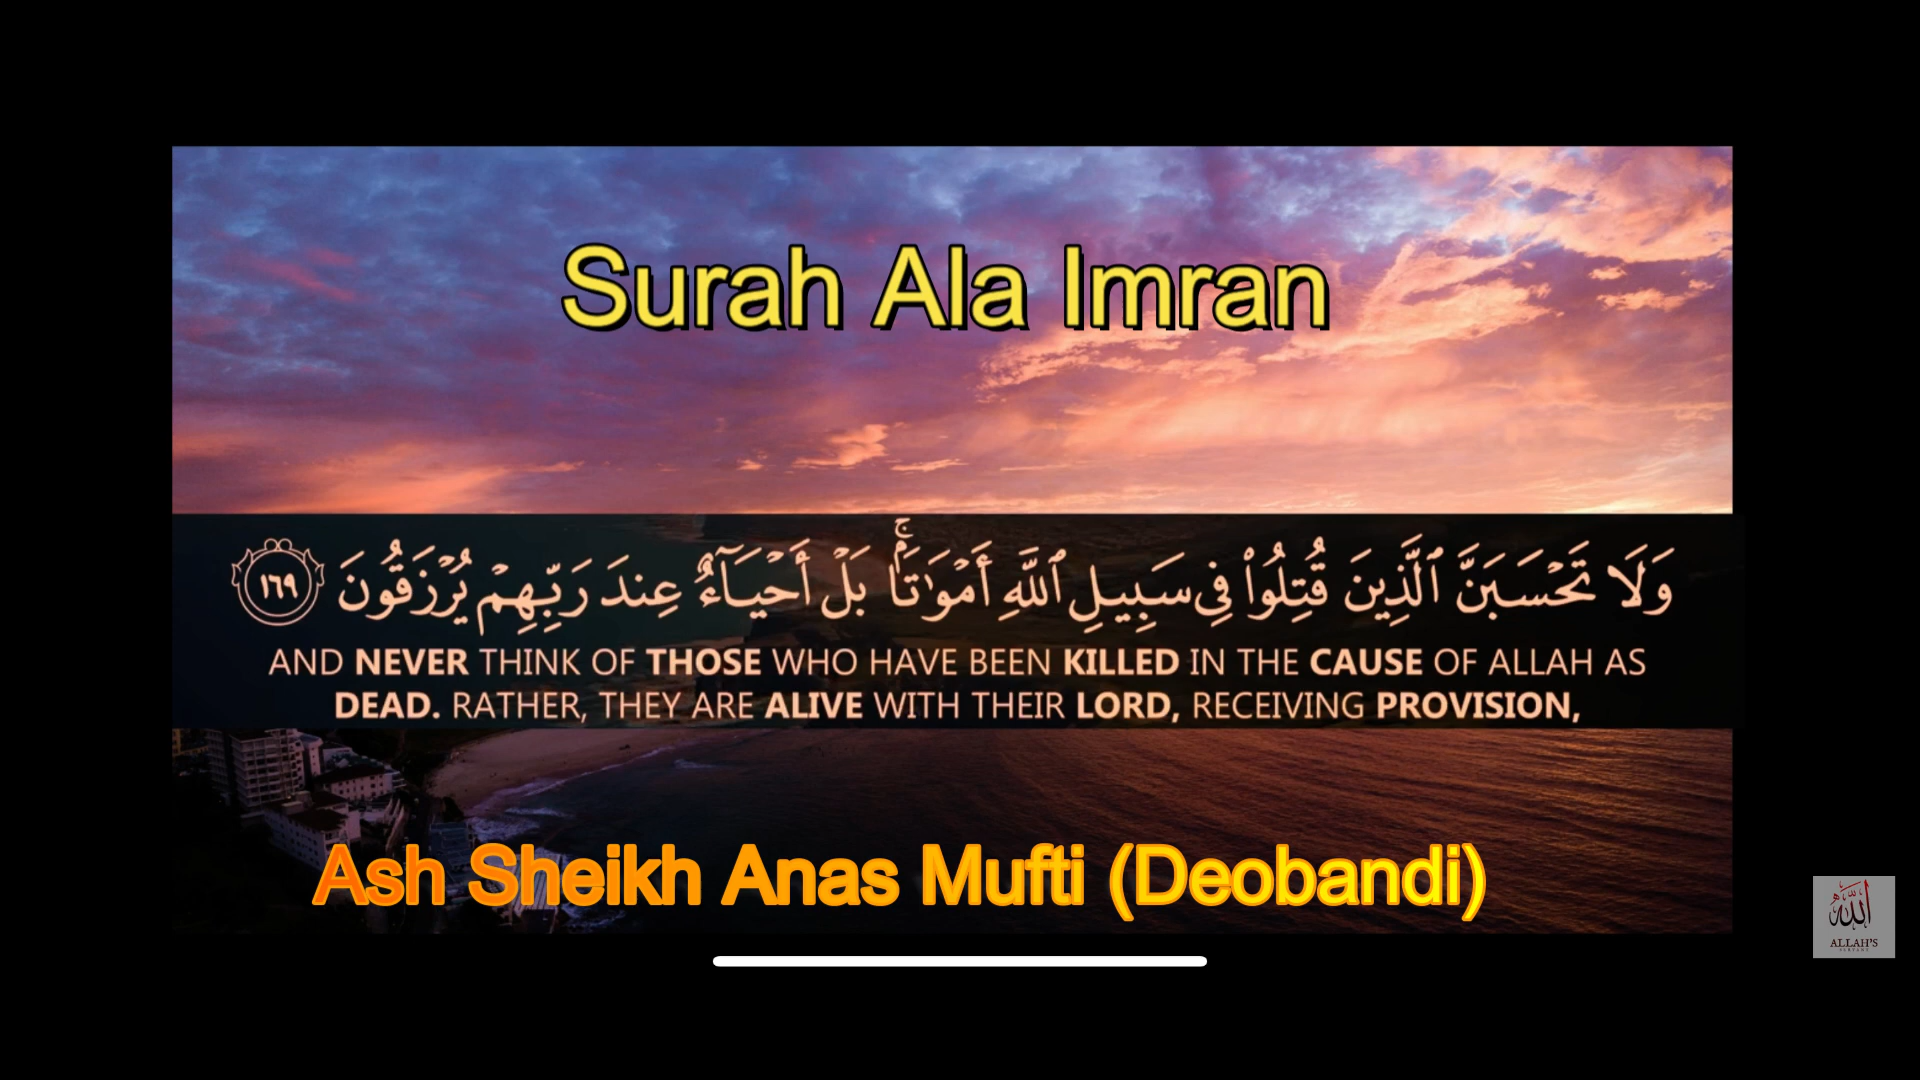 Surah Ala Imran
وَلَا تَحْسَبَنَّ ٱلَّذِينَ قُتِلُوا۟ فِى سَبِيلِ ٱللَّهِ أَمْوَٰتًۢا ۚ بَلْ أَحْيَآءٌ عِندَ رَبِّهِمْ يُرْزَقُونَ ١٦٩
AND NEVER THINK OF THOSE WHO HAVE BEEN KILLED IN THE CAUSE OF ALLAH AS
DEAD. RATHER, THEY ARE ALIVE WITH THEIR LORD, RECEIVING PROVISION,
Ash Sheikh Anas Mufti (Deobandi)
الله
ALLAH'S